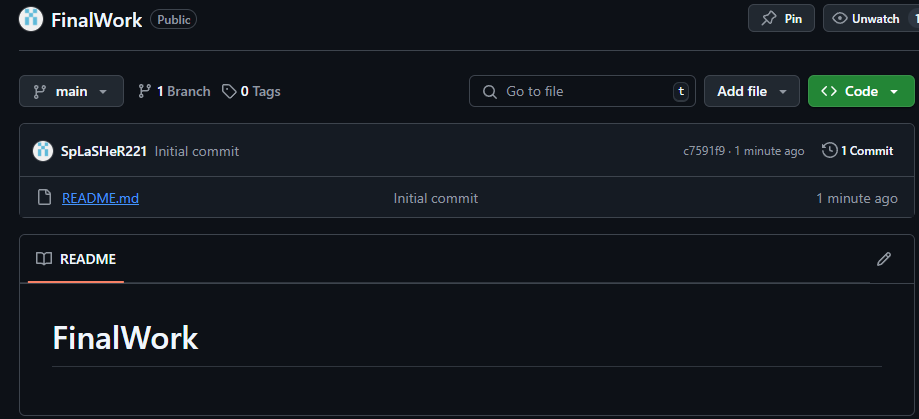 FinalWork Public Pin Unwatch 1
main 1 Branch 0 Tags Go to file t Add file Code
SpLaSHeR221 Initial commit c7591f9 · 1 minute ago 1 Commit
README.md Initial commit 1 minute ago
README
FinalWork